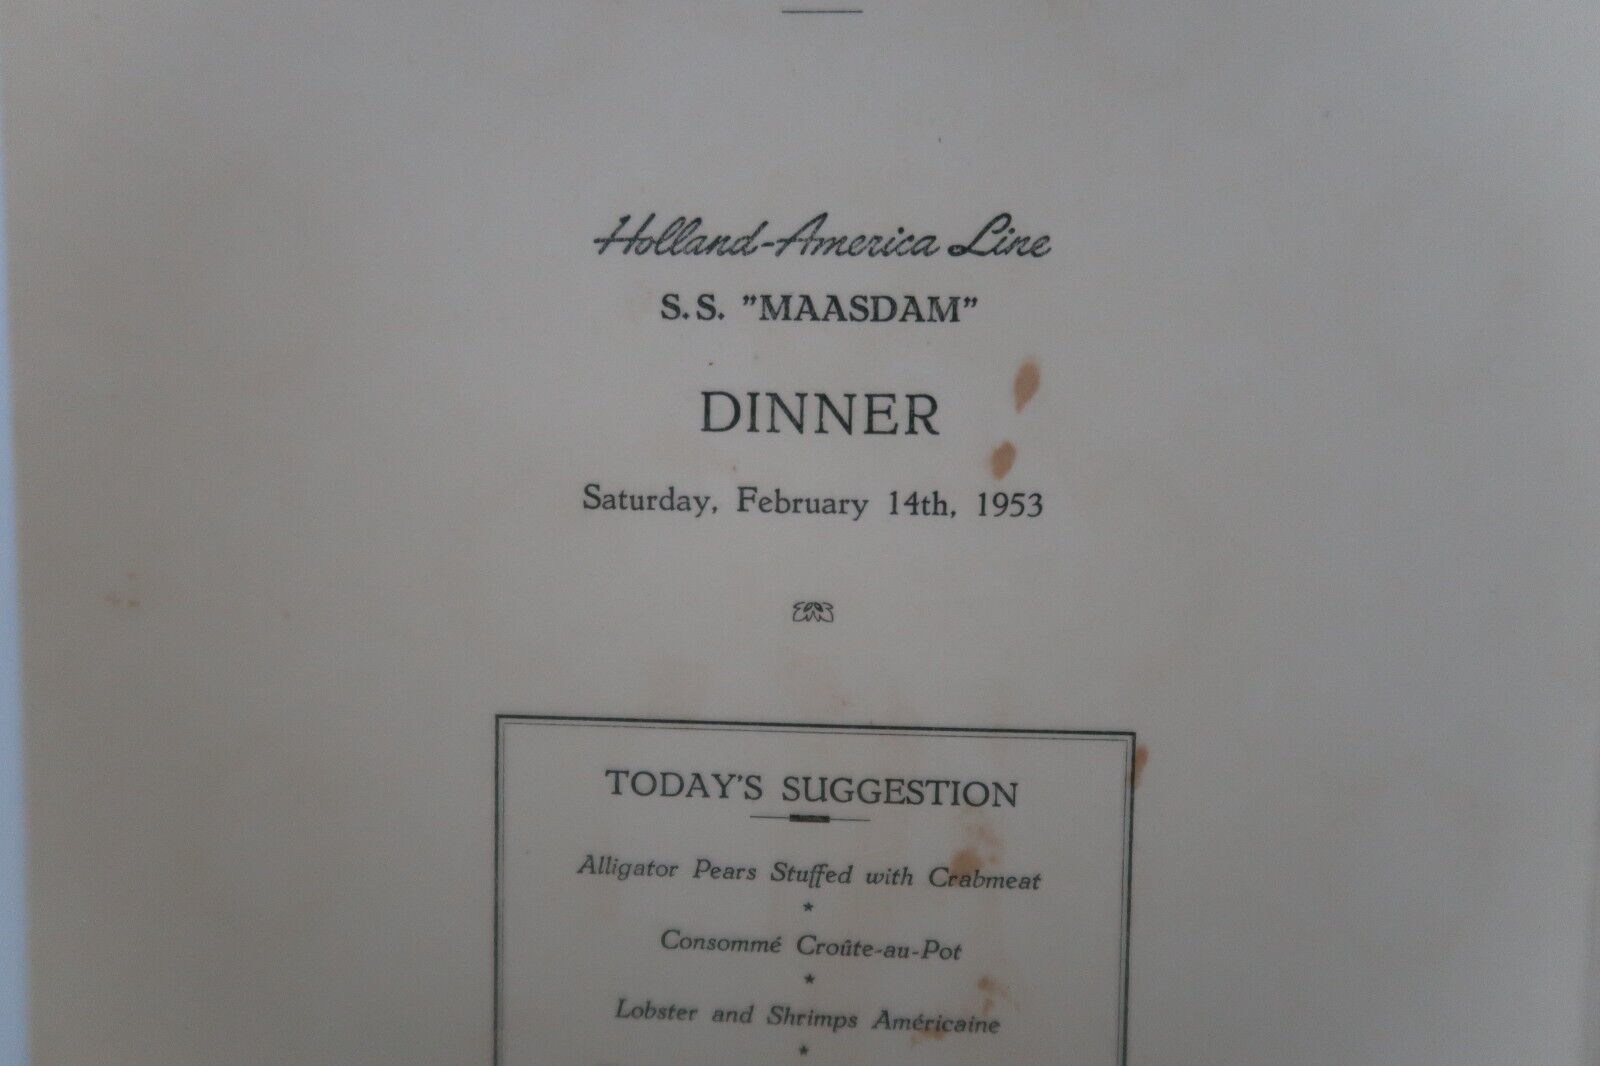 Holland-America Line
S.S. "MAASDAM"
DINNER
Saturday, February 14th, 1953
TODAY'S SUGGESTION
Alligator Pears Stuffed with Crabmeat
*
Consommé Croûte-au-Pot
*
Lobster and Shrimps Américaine
*